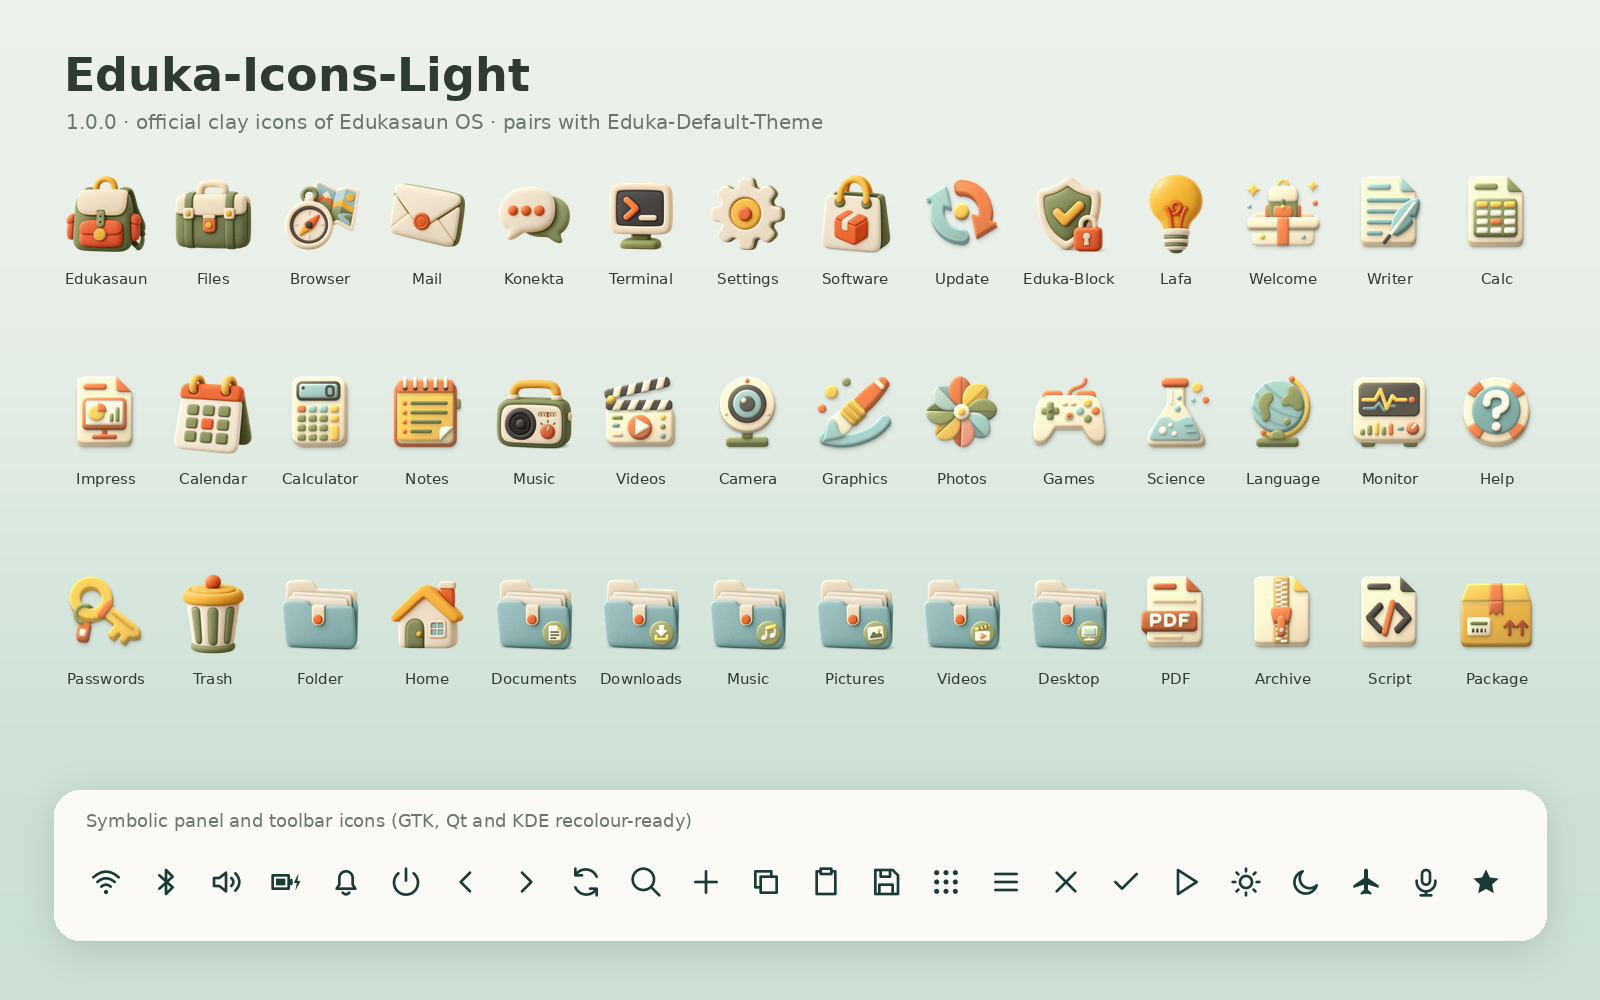 Eduka-Icons-Light
1.0.0 · official clay icons of Edukasaun OS · pairs with Eduka-Default-Theme
Edukasaun Files Browser Mail Konekta Terminal Settings Software Update Eduka-Block Lafa Welcome Writer Calc
0
Impress Calendar Calculator Notes Music Videos Camera Graphics Photos Games Science Language Monitor Help
PDF
Passwords Trash Folder Home Documents Downloads Music Pictures Videos Desktop PDF Archive Script Package
Symbolic panel and toolbar icons (GTK, Qt and KDE recolour-ready)